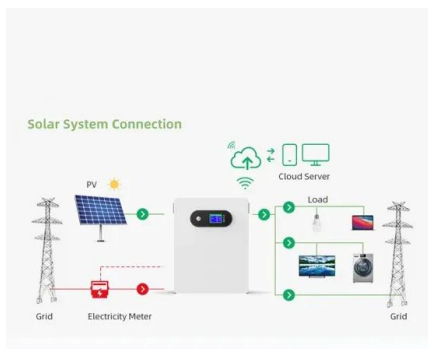 Solar System Connection
Cloud Server
PV
Load
Grid
Electricity Meter
Grid